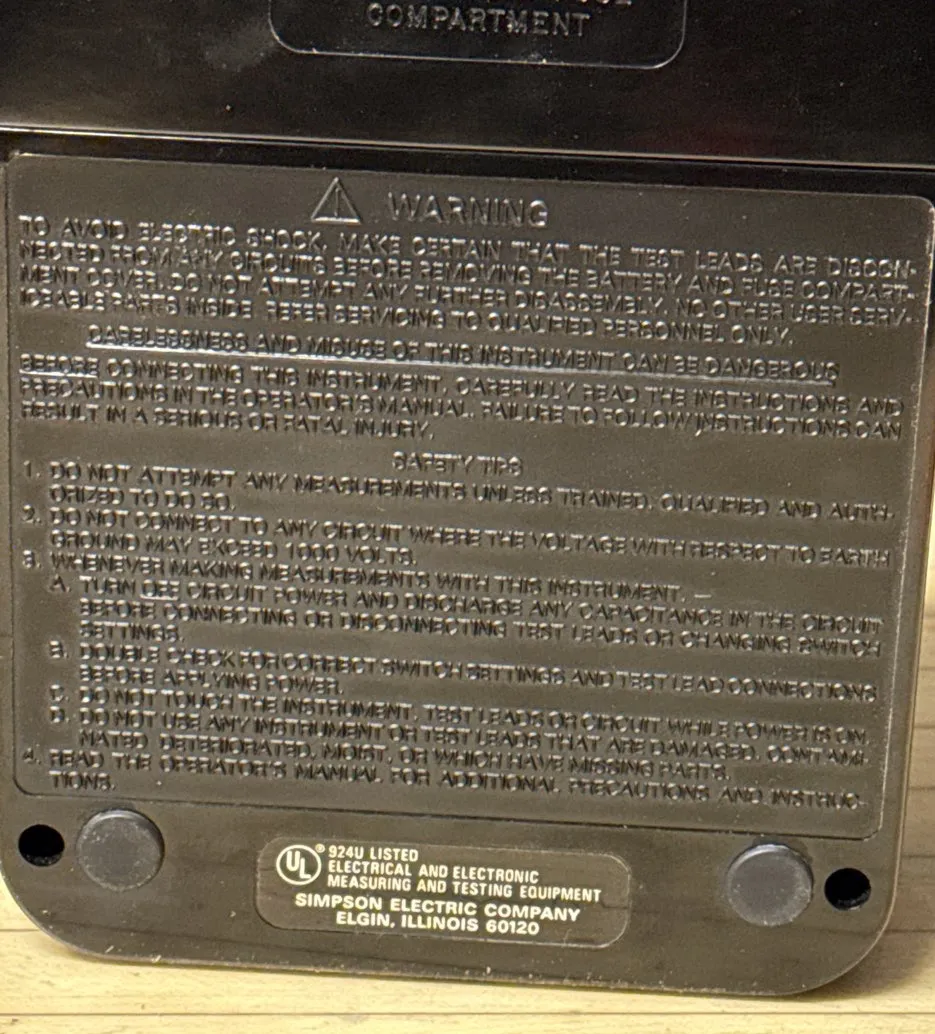 COMPARTMENT
⚠ WARNING
TO AVOID ELECTRIC SHOCK, MAKE CERTAIN THAT THE TEST LEADS ARE DISCON-
NECTED FROM ANY CIRCUITS BEFORE REMOVING THE BATTERY AND FUSE COMPART-
MENT COVER. DO NOT ATTEMPT ANY FURTHER DISASSEMBLY. NO OTHER USER SERV-
ICEABLE PARTS INSIDE. REFER SERVICING TO QUALIFIED PERSONNEL ONLY.
CARELESSNESS AND MISUSE OF THIS INSTRUMENT CAN BE DANGEROUS
BEFORE CONNECTING THIS INSTRUMENT, CAREFULLY READ THE INSTRUCTIONS AND
PRECAUTIONS IN THE OPERATOR'S MANUAL. FAILURE TO FOLLOW INSTRUCTIONS CAN
RESULT IN A SERIOUS OR FATAL INJURY.
SAFETY TIPS
1. DO NOT ATTEMPT ANY MEASUREMENTS UNLESS TRAINED, QUALIFIED AND AUTH-
ORIZED TO DO SO.
2. DO NOT CONNECT TO ANY CIRCUIT WHERE THE VOLTAGE WITH RESPECT TO EARTH
GROUND MAY EXCEED 1000 VOLTS.
3. WHENEVER MAKING MEASUREMENTS WITH THIS INSTRUMENT, —
A. TURN OFF CIRCUIT POWER AND DISCHARGE ANY CAPACITANCE IN THE CIRCUIT
BEFORE CONNECTING OR DISCONNECTING TEST LEADS OR CHANGING SWITCH
SETTINGS.
B. DOUBLE CHECK FOR CORRECT SWITCH SETTINGS AND TEST LEAD CONNECTIONS
BEFORE APPLYING POWER.
C. DO NOT TOUCH THE INSTRUMENT, TEST LEADS OR CIRCUIT WHILE POWER IS ON.
D. DO NOT USE ANY INSTRUMENT OR TEST LEADS THAT ARE DAMAGED, CONTAMI-
NATED, DETERIORATED, MOIST, OR WHICH HAVE MISSING PARTS.
4. READ THE OPERATOR'S MANUAL FOR ADDITIONAL PRECAUTIONS AND INSTRUC-
TIONS.
UL® 924U LISTED
ELECTRICAL AND ELECTRONIC
MEASURING AND TESTING EQUIPMENT
SIMPSON ELECTRIC COMPANY
ELGIN, ILLINOIS 60120